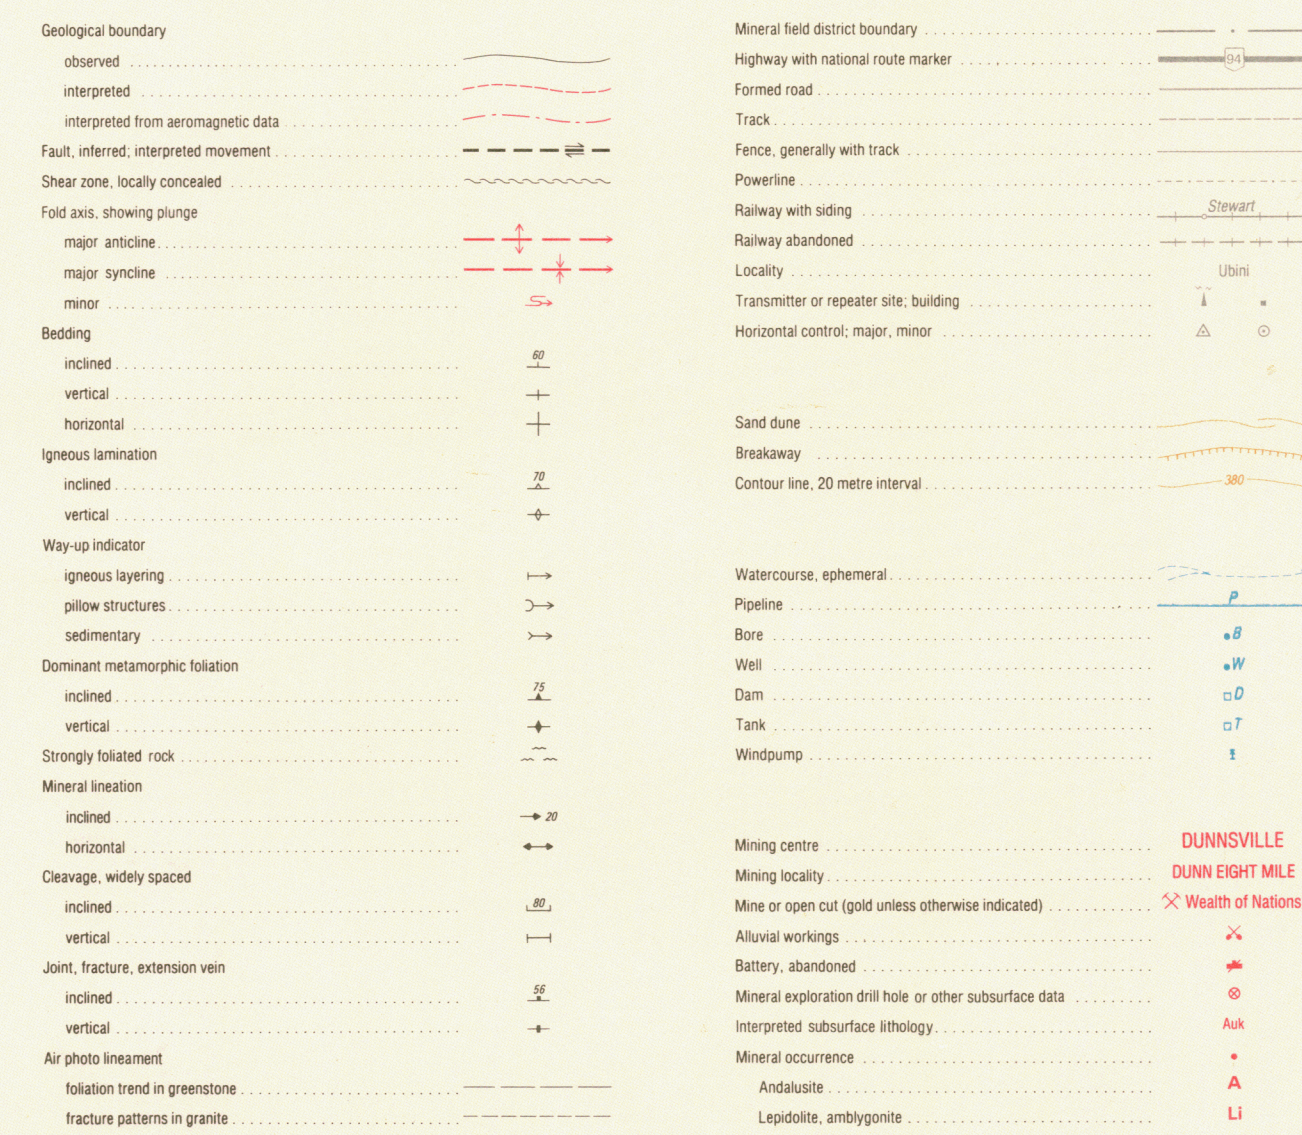 Geological boundary
observed
interpreted
interpreted from aeromagnetic data
Fault, inferred; interpreted movement
Shear zone, locally concealed
Fold axis, showing plunge
major anticline
major syncline
minor
Bedding
inclined 60
vertical
horizontal
Igneous lamination
inclined 70
vertical
Way-up indicator
igneous layering
pillow structures
sedimentary
Dominant metamorphic foliation
inclined 75
vertical
Strongly foliated rock
Mineral lineation
inclined 20
horizontal
Cleavage, widely spaced
inclined 80
vertical
Joint, fracture, extension vein
inclined 56
vertical
Air photo lineament
foliation trend in greenstone
fracture patterns in granite
Mineral field district boundary
Highway with national route marker 94
Formed road
Track
Fence, generally with track
Powerline
Railway with siding Stewart
Railway abandoned
Locality Ubini
Transmitter or repeater site; building
Horizontal control; major, minor
Sand dune
Breakaway
Contour line, 20 metre interval 380
Watercourse, ephemeral
Pipeline P
Bore B
Well W
Dam D
Tank T
Windpump
Mining centre DUNNSVILLE
Mining locality DUNN EIGHT MILE
Mine or open cut (gold unless otherwise indicated) Wealth of Nations
Alluvial workings
Battery, abandoned
Mineral exploration drill hole or other subsurface data
Interpreted subsurface lithology Auk
Mineral occurrence
Andalusite A
Lepidolite, amblygonite Li